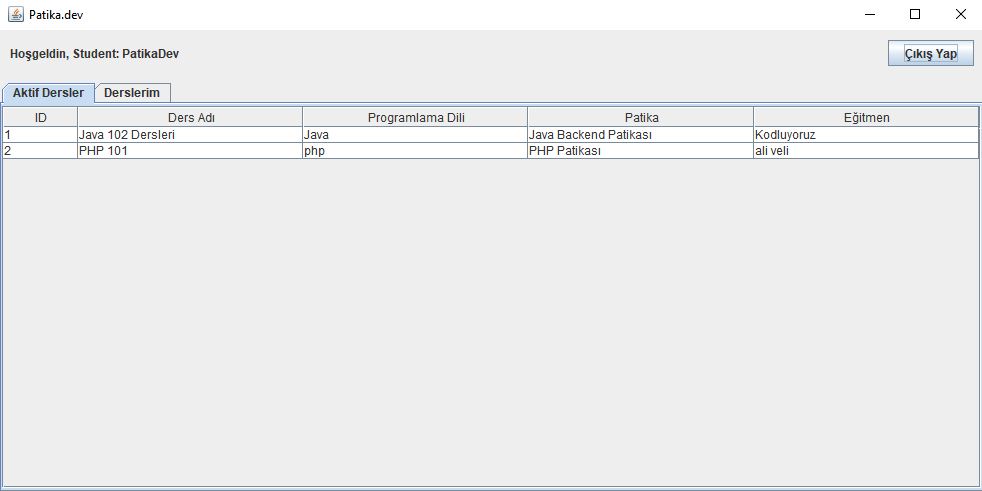 Patika.dev
Hoşgeldin, Student: PatikaDev
Çıkış Yap
Aktif Dersler Derslerim
ID Ders Adı Programlama Dili Patika Eğitmen
1 Java 102 Dersleri Java Java Backend Patikası Kodluyoruz
2 PHP 101 php PHP Patikası ali veli